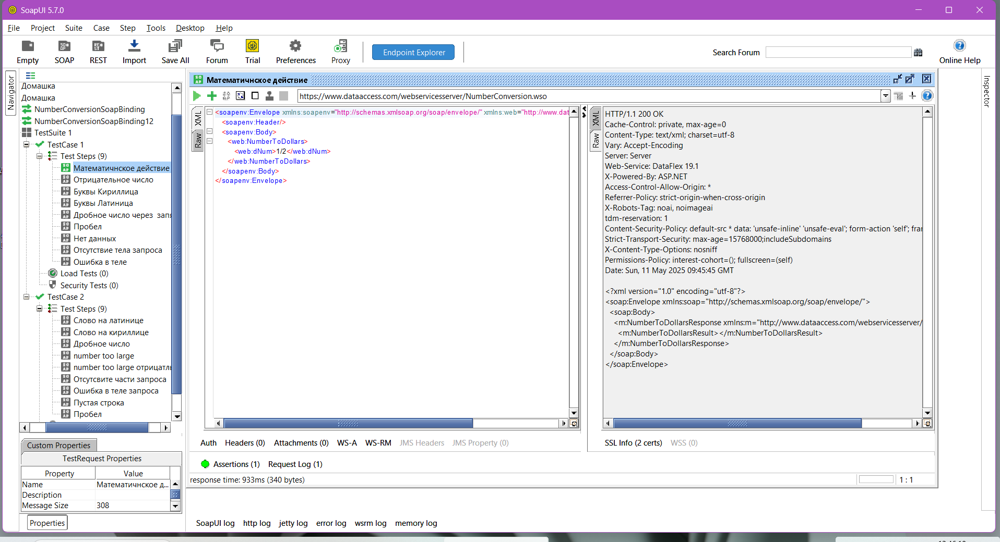 SoapUI 5.7.0
File Project Suite Case Step Tools Desktop Help
Empty SOAP REST Import Save All Forum Trial Preferences Proxy Endpoint Explorer Search Forum Online Help
Navigator
Домашка
Домашка
NumberConversionSoapBinding
NumberConversionSoapBinding12
TestSuite 1
TestCase 1
Test Steps (9)
Математичнское действие
Отрицательное число
Буквы Кириллица
Буквы Латиница
Дробное число через запя
Пробел
Нет данных
Отсутствие тела запроса
Ошибка в теле
Load Tests (0)
Security Tests (0)
TestCase 2
Test Steps (9)
Слово на латинице
Слово на кириллице
Дробное число
number too large
number too large отрицатль
Отсутсвите части запроса
Ошибка в теле запроса
Пустая строка
Пробел
Custom Properties
TestRequest Properties
Property Value
Name Математичнское д...
Description
Message Size 308
Properties
Математичнское действие
https://www.dataaccess.com/webservicesserver/NumberConversion.wso
XML
Raw
<soapenv:Envelope xmlns:soapenv="http://schemas.xmlsoap.org/soap/envelope/" xmlns:web="http://www.dat
<soapenv:Header/>
<soapenv:Body>
<web:NumberToDollars>
<web:dNum>1/2</web:dNum>
</web:NumberToDollars>
</soapenv:Body>
</soapenv:Envelope>
XML
Raw
HTTP/1.1 200 OK
Cache-Control: private, max-age=0
Content-Type: text/xml; charset=utf-8
Vary: Accept-Encoding
Server: Server
Web-Service: DataFlex 19.1
X-Powered-By: ASP.NET
Access-Control-Allow-Origin: *
Referrer-Policy: strict-origin-when-cross-origin
X-Robots-Tag: noai, noimageai
tdm-reservation: 1
Content-Security-Policy: default-src * data: 'unsafe-inline' 'unsafe-eval'; form-action 'self'; fra
Strict-Transport-Security: max-age=15768000;includeSubdomains
X-Content-Type-Options: nosniff
Permissions-Policy: interest-cohort=(); fullscreen=(self)
Date: Sun, 11 May 2025 09:45:45 GMT
<?xml version="1.0" encoding="utf-8"?>
<soap:Envelope xmlns:soap="http://schemas.xmlsoap.org/soap/envelope/">
<soap:Body>
<m:NumberToDollarsResponse xmlns:m="http://www.dataaccess.com/webservicesserver/
<m:NumberToDollarsResult></m:NumberToDollarsResult>
</m:NumberToDollarsResponse>
</soap:Body>
</soap:Envelope>
Auth Headers (0) Attachments (0) WS-A WS-RM JMS Headers JMS Property (0)
SSL Info (2 certs) WSS (0)
Assertions (1) Request Log (1)
response time: 933ms (340 bytes)
1 : 1
Inspector
SoapUI log http log jetty log error log wsrm log memory log